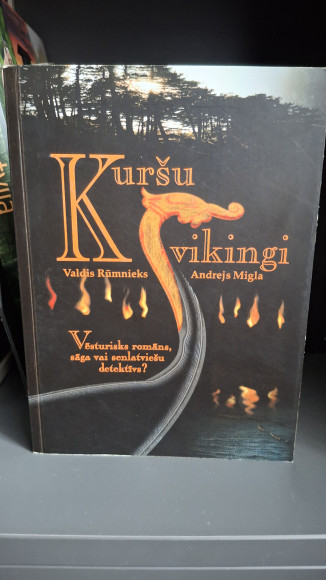 Kuršu
vikingi
Valdis Rūmnieks Andrejs Migla
Vēsturisks romāns,
sāga vai senlatviešu
detektīvs?